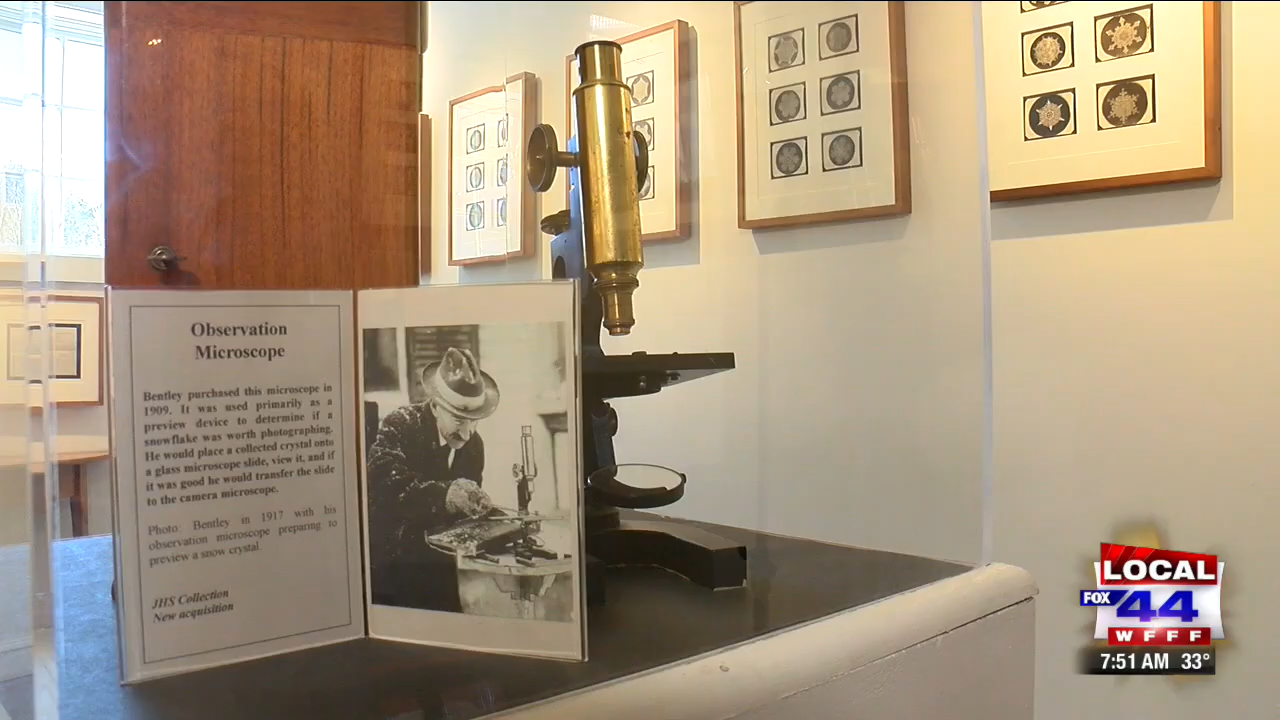 Observation
Microscope
Bentley purchased this microscope in
1909. It was used primarily as a
preview device to determine if a
snowflake was worth photographing.
He would place a collected crystal onto
a glass microscope slide, view it, and if
it was good he would transfer the slide
to the camera microscope.
Photo: Bentley in 1917 with his
observation microscope preparing to
preview a snow crystal.
JHS Collection
New acquisition
LOCAL
FOX 44
WFFF
7:51 AM 33°